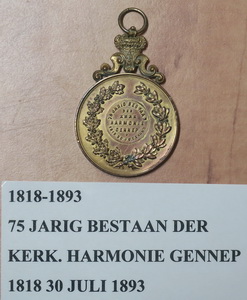 1818-1893
75 JARIG BESTAAN DER
KERK. HARMONIE GENNEP
1818 30 JULI 1893